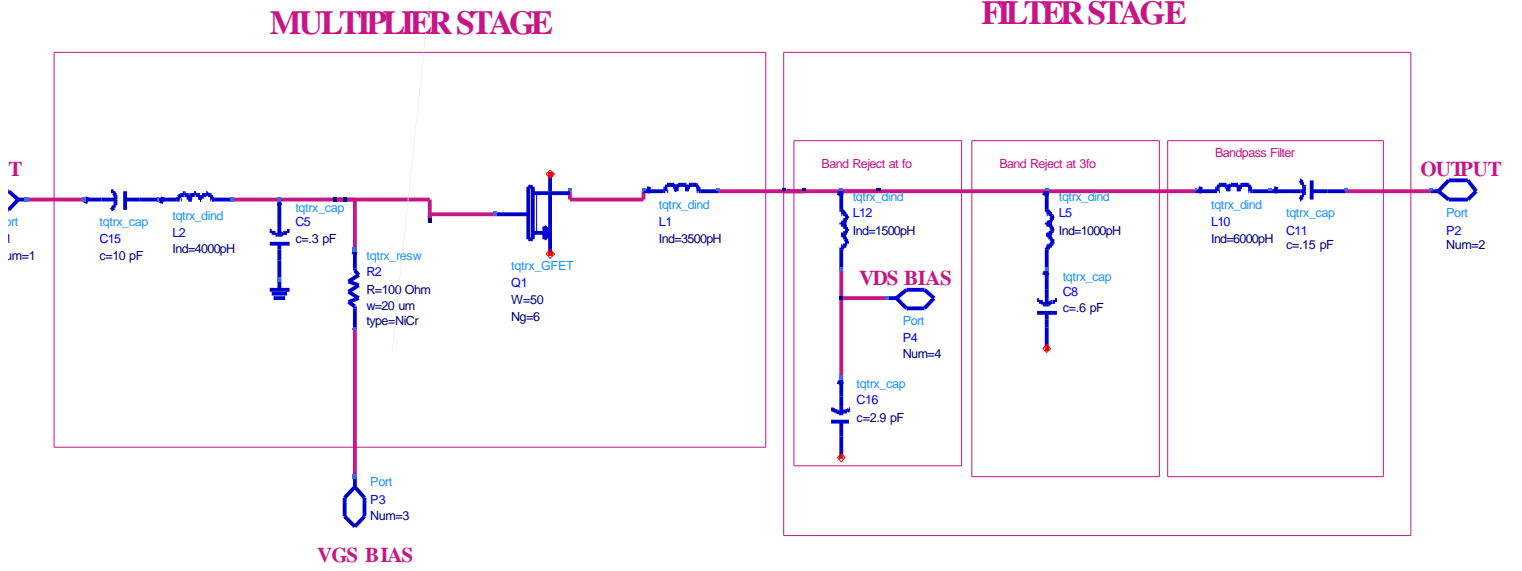 MULTIPLIER STAGE
FILTER STAGE
T
Num=1
tqtrx_cap
C15
c=10 pF
tqtrx_dind
L2
Ind=4000pH
tqtrx_cap
C5
c=.3 pF
tqtrx_resw
R2
R=100 Ohm
w=20 um
type=NiCr
Port
P3
Num=3
VGS BIAS
tqtrx_GFET
Q1
W=50
Ng=6
tqtrx_dind
L1
Ind=3500pH
Band Reject at fo
tqtrx_dind
L12
Ind=1500pH
VDS BIAS
Port
P4
Num=4
tqtrx_cap
C16
c=2.9 pF
Band Reject at 3fo
tqtrx_dind
L5
Ind=1000pH
tqtrx_cap
C8
c=.6 pF
Bandpass Filter
tqtrx_dind
L10
Ind=6000pH
tqtrx_cap
C11
c=.15 pF
OUTPUT
Port
P2
Num=2